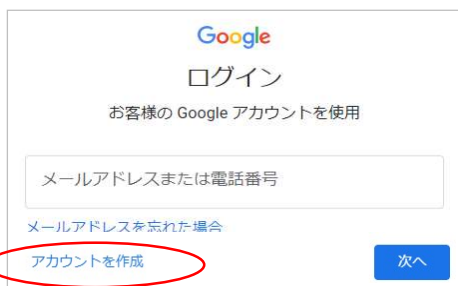 Google
ログイン
お客様の Google アカウントを使用
メールアドレスまたは電話番号
メールアドレスを忘れた場合
アカウントを作成
次へ